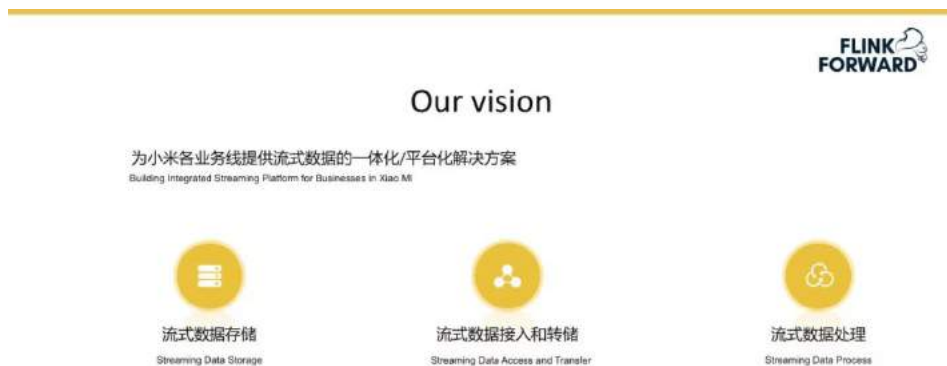 FLINK
FORWARD
Our vision
为小米各业务线提供流式数据的一体化/平台化解决方案
Building Integrated Streaming Platform for Businesses in Xiao MI
流式数据存储
流式数据接入和转储
流式数据处理
Streaming Data Storage
Streaming Data Access and Transfer
Streaming Data Process